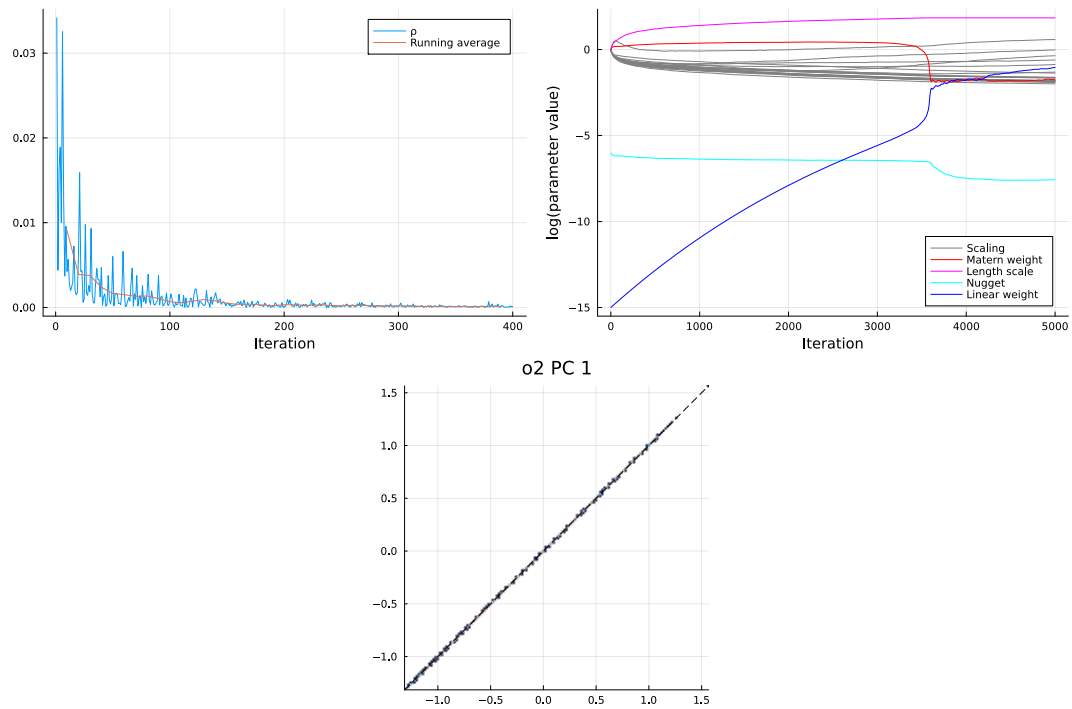 0.03
0.02
0.01
0.00
0
100
200
300
400
Iteration
ρ
Running average
log(parameter value)
0
−5
−10
−15
0
1000
2000
3000
4000
5000
Iteration
Scaling
Matern weight
Length scale
Nugget
Linear weight
o2 PC 1
1.5
1.0
0.5
0.0
−0.5
−1.0
−1.0
−0.5
0.0
0.5
1.0
1.5